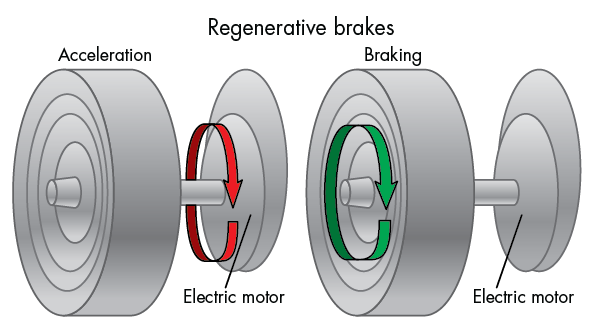 Regenerative brakes
Acceleration
Braking
Electric motor
Electric motor